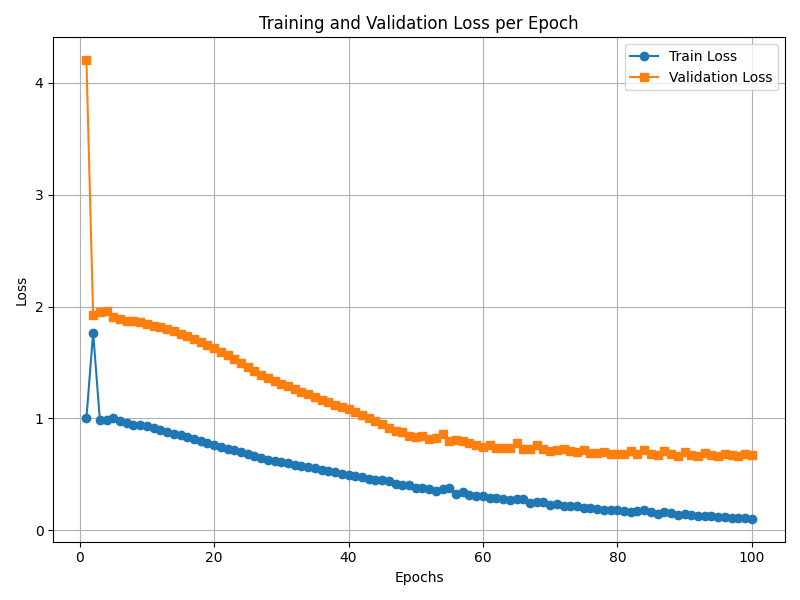 Training and Validation Loss per Epoch
Train Loss
Validation Loss
4
3
2
1
0
Loss
0 20 40 60 80 100
Epochs